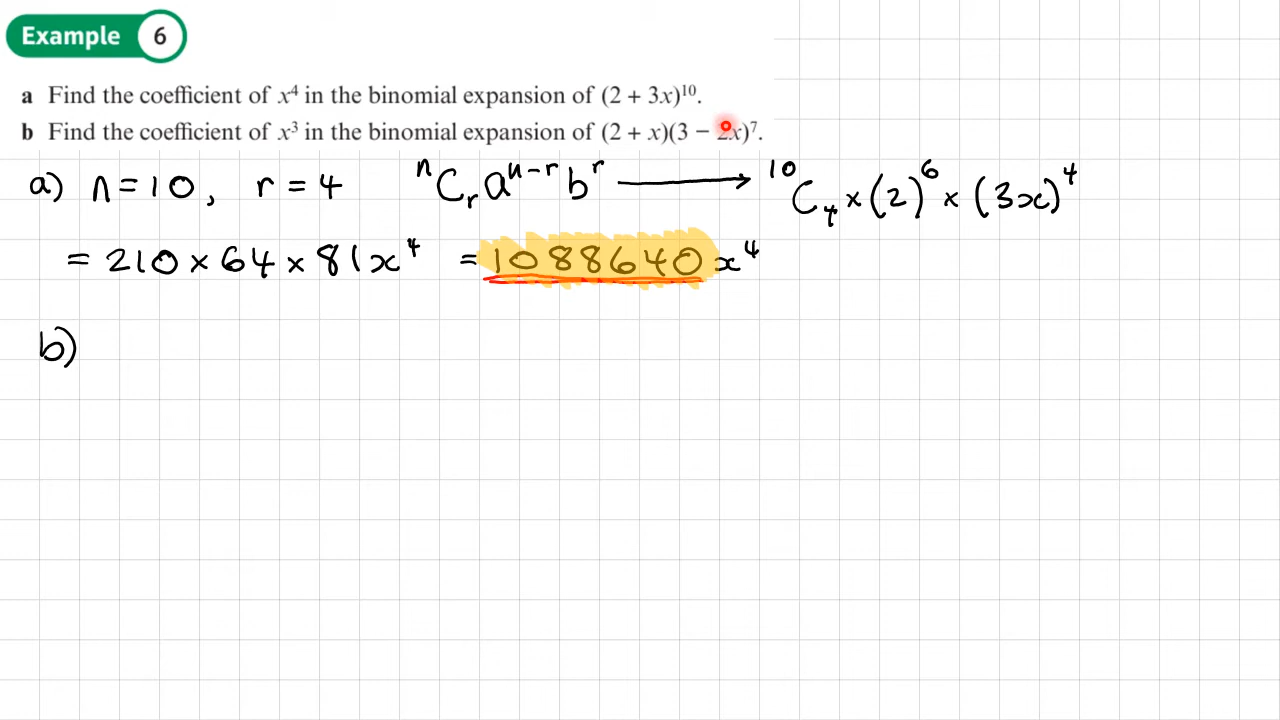 Example 6
a Find the coefficient of x⁴ in the binomial expansion of (2 + 3x)¹⁰.
b Find the coefficient of x³ in the binomial expansion of (2 + x)(3 − 2x)⁷.
a) n = 10, r = 4 ⁿCᵣ aⁿ⁻ʳ bʳ ⟶ ¹⁰C₄ × (2)⁶ × (3x)⁴
= 210 × 64 × 81x⁴ = 1088640x⁴
b)